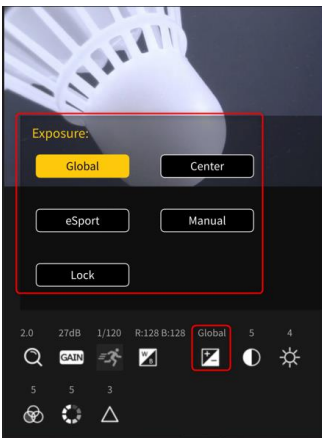 Exposure:
Global
Center
eSport
Manual
Lock
2.0 27dB 1/120 R:128 B:128 Global 5 4
GAIN W B
5 5 3